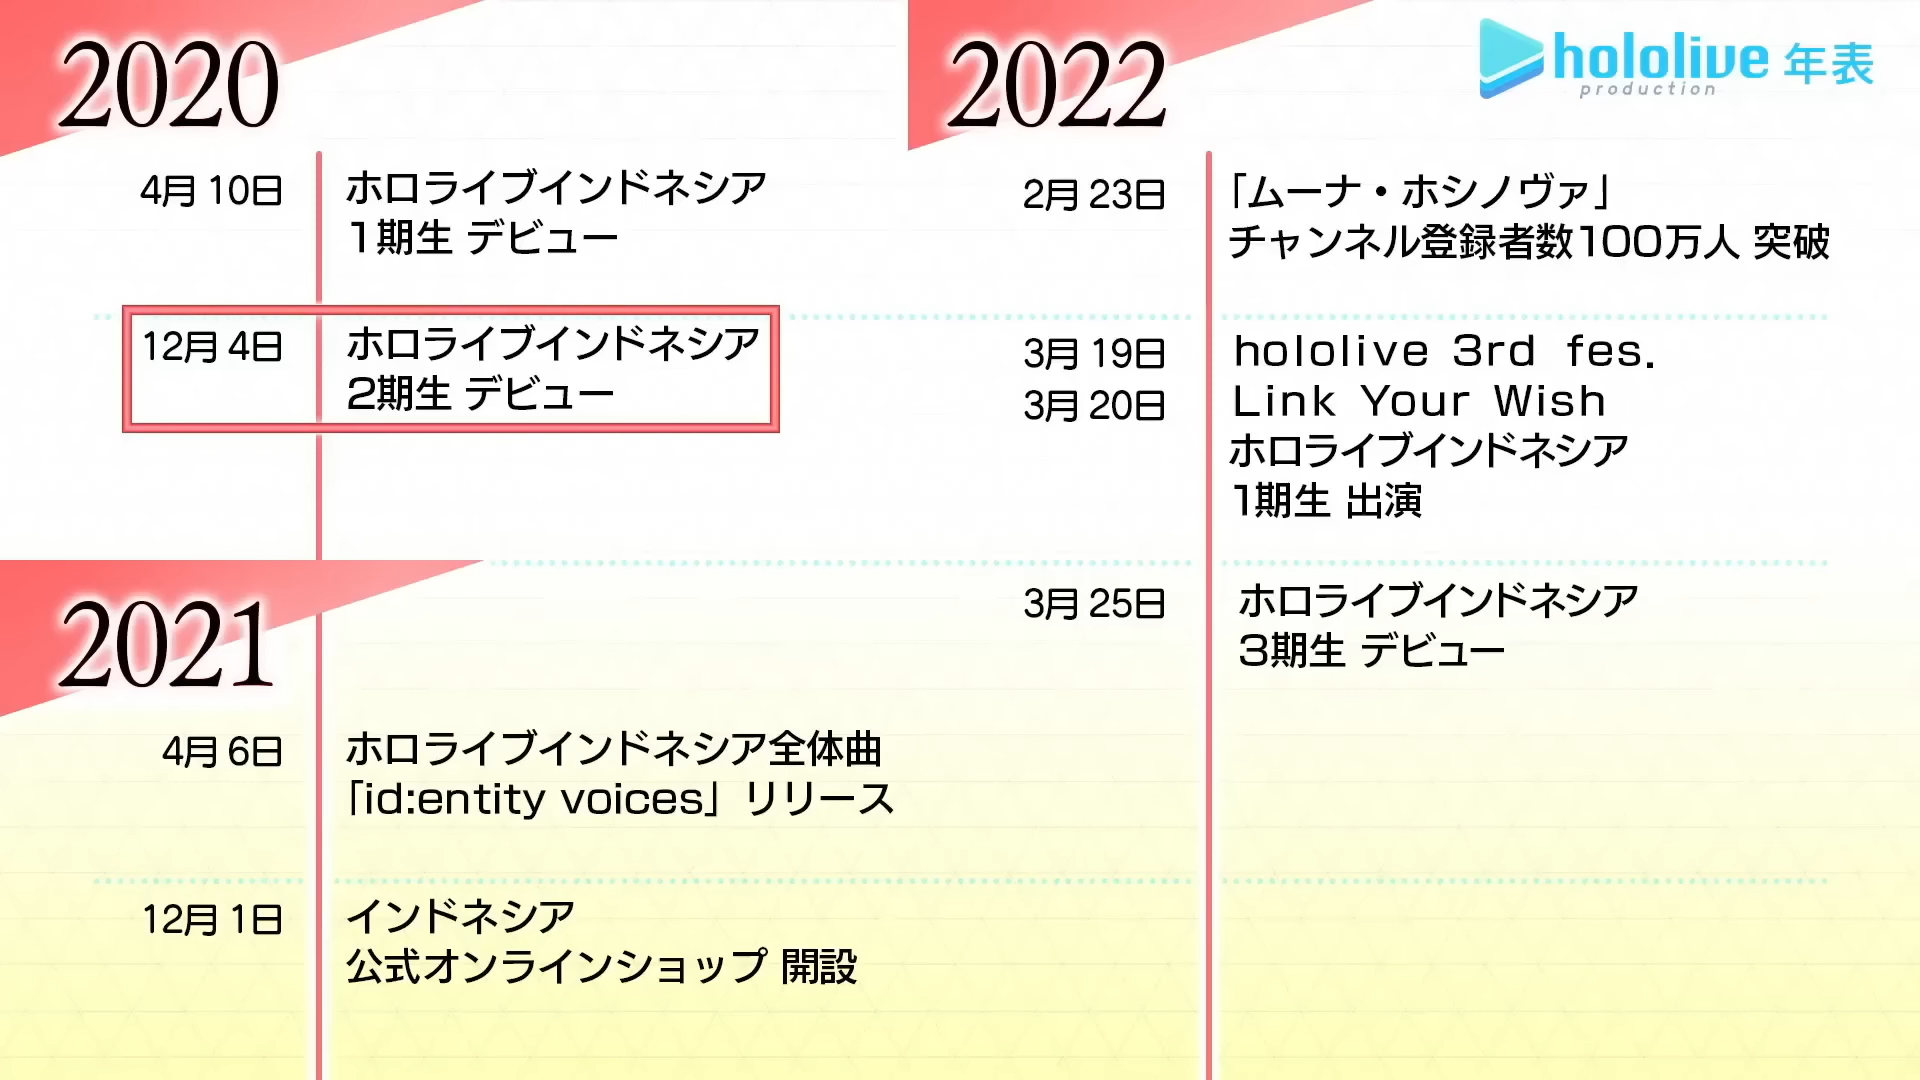 2020
4月10日
ホロライブインドネシア
1期生 デビュー
12月4日
ホロライブインドネシア
2期生 デビュー
2021
4月6日
ホロライブインドネシア全体曲
「id:entity voices」リリース
12月1日
インドネシア
公式オンラインショップ 開設
hololive 年表
production
2022
2月23日
「ムーナ・ホシノヴァ」
チャンネル登録者数100万人 突破
3月19日
3月20日
hololive 3rd fes.
Link Your Wish
ホロライブインドネシア
1期生 出演
3月25日
ホロライブインドネシア
3期生 デビュー